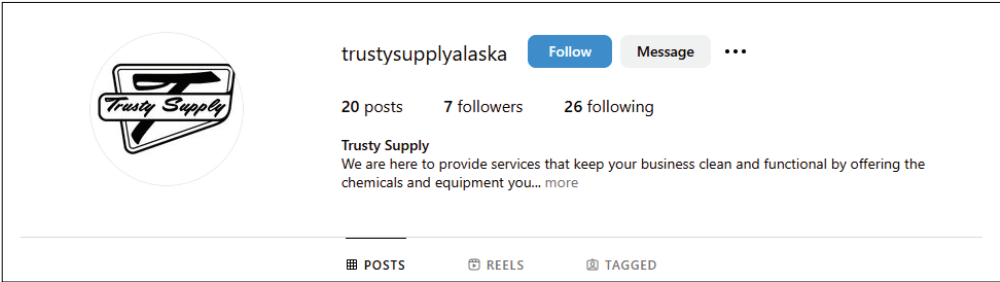 Trusty Supply
trustysupplyalaska Follow Message
20 posts 7 followers 26 following
Trusty Supply
We are here to provide services that keep your business clean and functional by offering the
chemicals and equipment you... more
POSTS REELS TAGGED